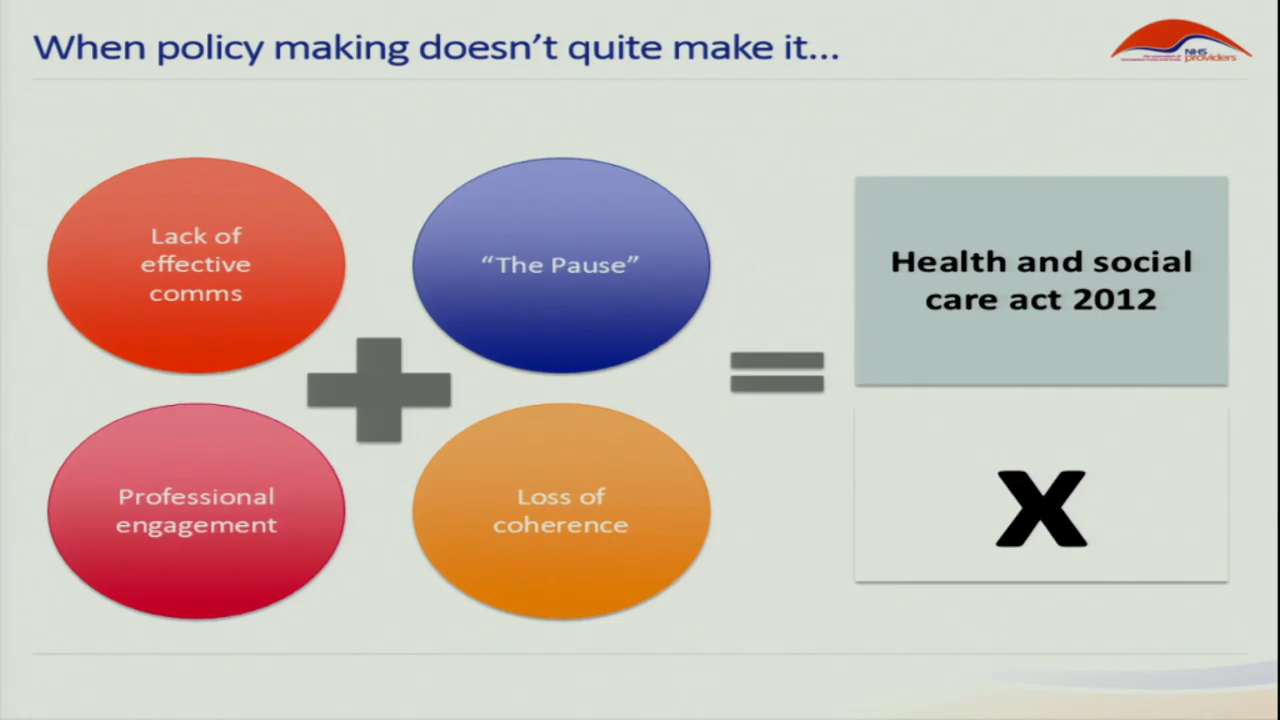 When policy making doesn't quite make it...
NHS
providers
Lack of
effective
comms
"The Pause"
Health and social
care act 2012
Professional
engagement
Loss of
coherence
X